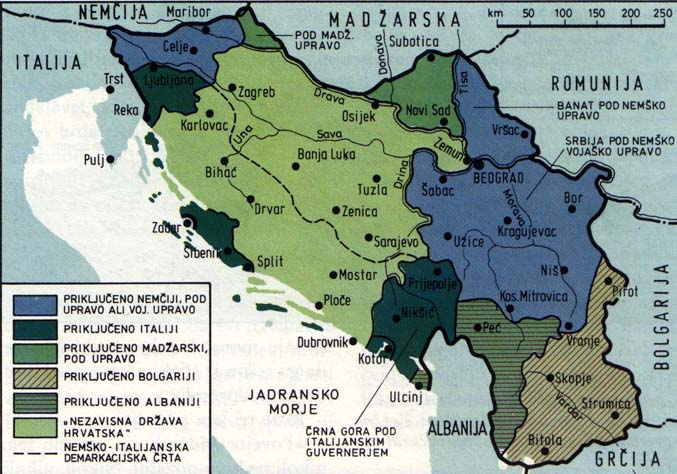 NEMČIJA
Maribor
MADŽARSKA
km 0 50 100 150 200 250
ITALIJA
Celje
POD MADŽ.
UPRAVO
Subotica
Donava
Tisa
ROMUNIJA
Trst
Ljubljana
Zagreb
Drava
BANAT POD NEMŠKO
UPRAVO
Reka
Karlovac
Osijek
Novi Sad
Vršac
Una
Sava
Zemun
SRBIJA POD NEMŠKO
VOJAŠKO UPRAVO
Pulj
Bihać
Banja Luka
Drina
BEOGRAD
Tuzla
Šabac
Bor
Drvar
Zenica
Morava
Kragujevac
Zadar
Sarajevo
Užice
Šibenik
Split
Mostar
Prijepolje
Niš
Ploče
Nikšić
Kos. Mitrovica
Pirot
Peć
Vranje
BOLGARIJA
Dubrovnik
Kotor
Ulcinj
Skopje
JADRANSKO
MORJE
Vardar
Strumica
ČRNA GORA POD
ITALIJANSKIM
GUVERNERJEM
ALBANIJA
Bitola
GRČIJA
PRIKLJUČENO NEMČIJI, POD
UPRAVO ALI VOJ. UPRAVO
PRIKLJUČENO ITALIJI
PRIKLJUČENO MADŽARSKI,
POD UPRAVO
PRIKLJUČENO BOLGARIJI
PRIKLJUČENO ALBANIJI
„NEZAVISNA DRŽAVA
HRVATSKA"
NEMŠKO-ITALIJANSKA
DEMARKACIJSKA ČRTA